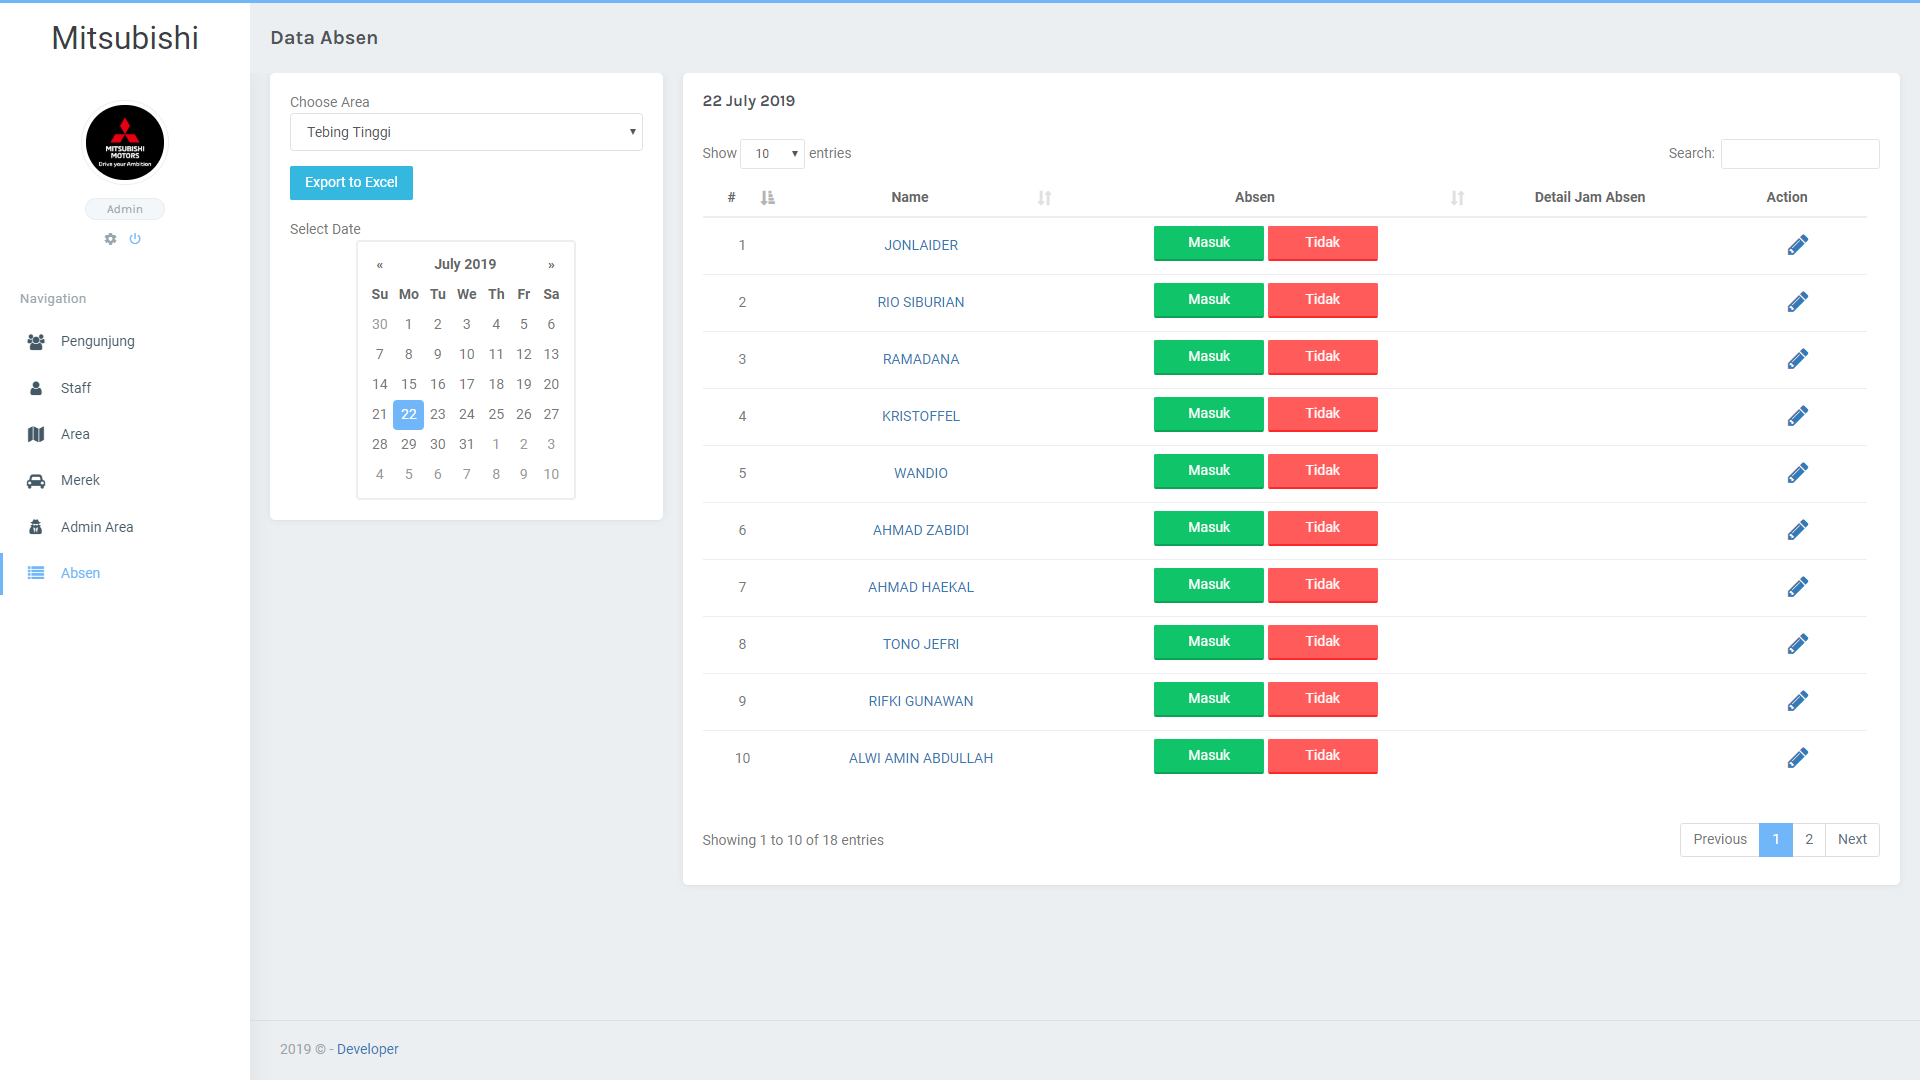 Mitsubishi
MITSUBISHI
MOTORS
Drive your Ambition
Admin
Navigation
Pengunjung
Staff
Area
Merek
Admin Area
Absen
Data Absen
Choose Area
Tebing Tinggi
Export to Excel
Select Date
« July 2019 »
Su Mo Tu We Th Fr Sa
30 1 2 3 4 5 6
7 8 9 10 11 12 13
14 15 16 17 18 19 20
21 22 23 24 25 26 27
28 29 30 31 1 2 3
4 5 6 7 8 9 10
22 July 2019
Show 10 entries Search:
# Name Absen Detail Jam Absen Action
1 JONLAIDER Masuk Tidak
2 RIO SIBURIAN Masuk Tidak
3 RAMADANA Masuk Tidak
4 KRISTOFFEL Masuk Tidak
5 WANDIO Masuk Tidak
6 AHMAD ZABIDI Masuk Tidak
7 AHMAD HAEKAL Masuk Tidak
8 TONO JEFRI Masuk Tidak
9 RIFKI GUNAWAN Masuk Tidak
10 ALWI AMIN ABDULLAH Masuk Tidak
Showing 1 to 10 of 18 entries Previous 1 2 Next
2019 © - Developer